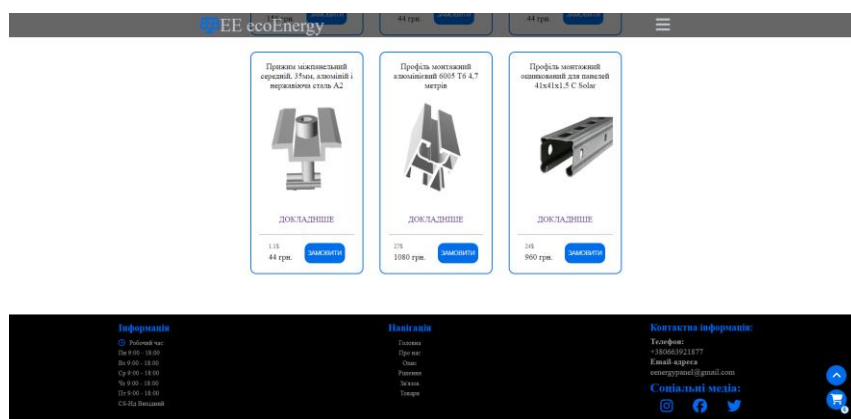 150 грн.
ЗАМОВИТИ
44 грн.
ЗАМОВИТИ
44 грн.
ЗАМОВИТИ
EE ecoEnergy
Прижим міжпанельний
середній, 35мм, алюміній і
нержавіюча сталь А2
ДОКЛАДНІШЕ
1.1$
44 грн.
ЗАМОВИТИ
Профіль монтажний
алюмінієвий 6005 Т6 4,7
метрів
ДОКЛАДНІШЕ
27$
1080 грн.
ЗАМОВИТИ
Профіль монтажний
оцинкований для панелей
41х41х1,5 C Solar
ДОКЛАДНІШЕ
24$
960 грн.
ЗАМОВИТИ
Інформація
Робочий час
Пн 9:00 - 18:00
Вт 9:00 - 18:00
Ср 9:00 - 18:00
Чт 9:00 - 18:00
Пт 9:00 - 18:00
Сб-Нд Вихідний
Навігація
Головна
Про нас
Опис
Рішення
Зв'язок
Товари
Контактна інформація:
Телефон:
+380663921877
Email-адреса
eenergypanel@gmail.com
Соціальні медіа: